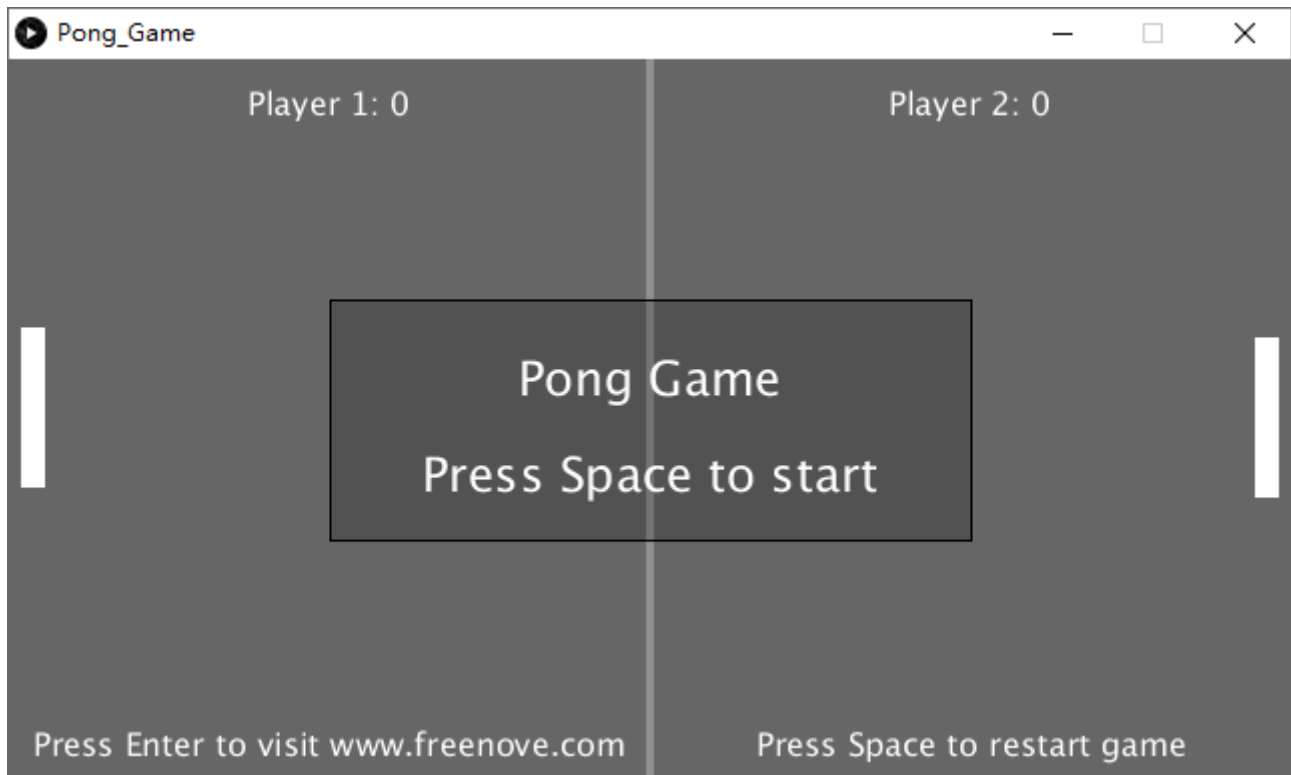 Pong_Game
Player 1: 0
Player 2: 0
Pong Game
Press Space to start
Press Enter to visit www.freenove.com
Press Space to restart game